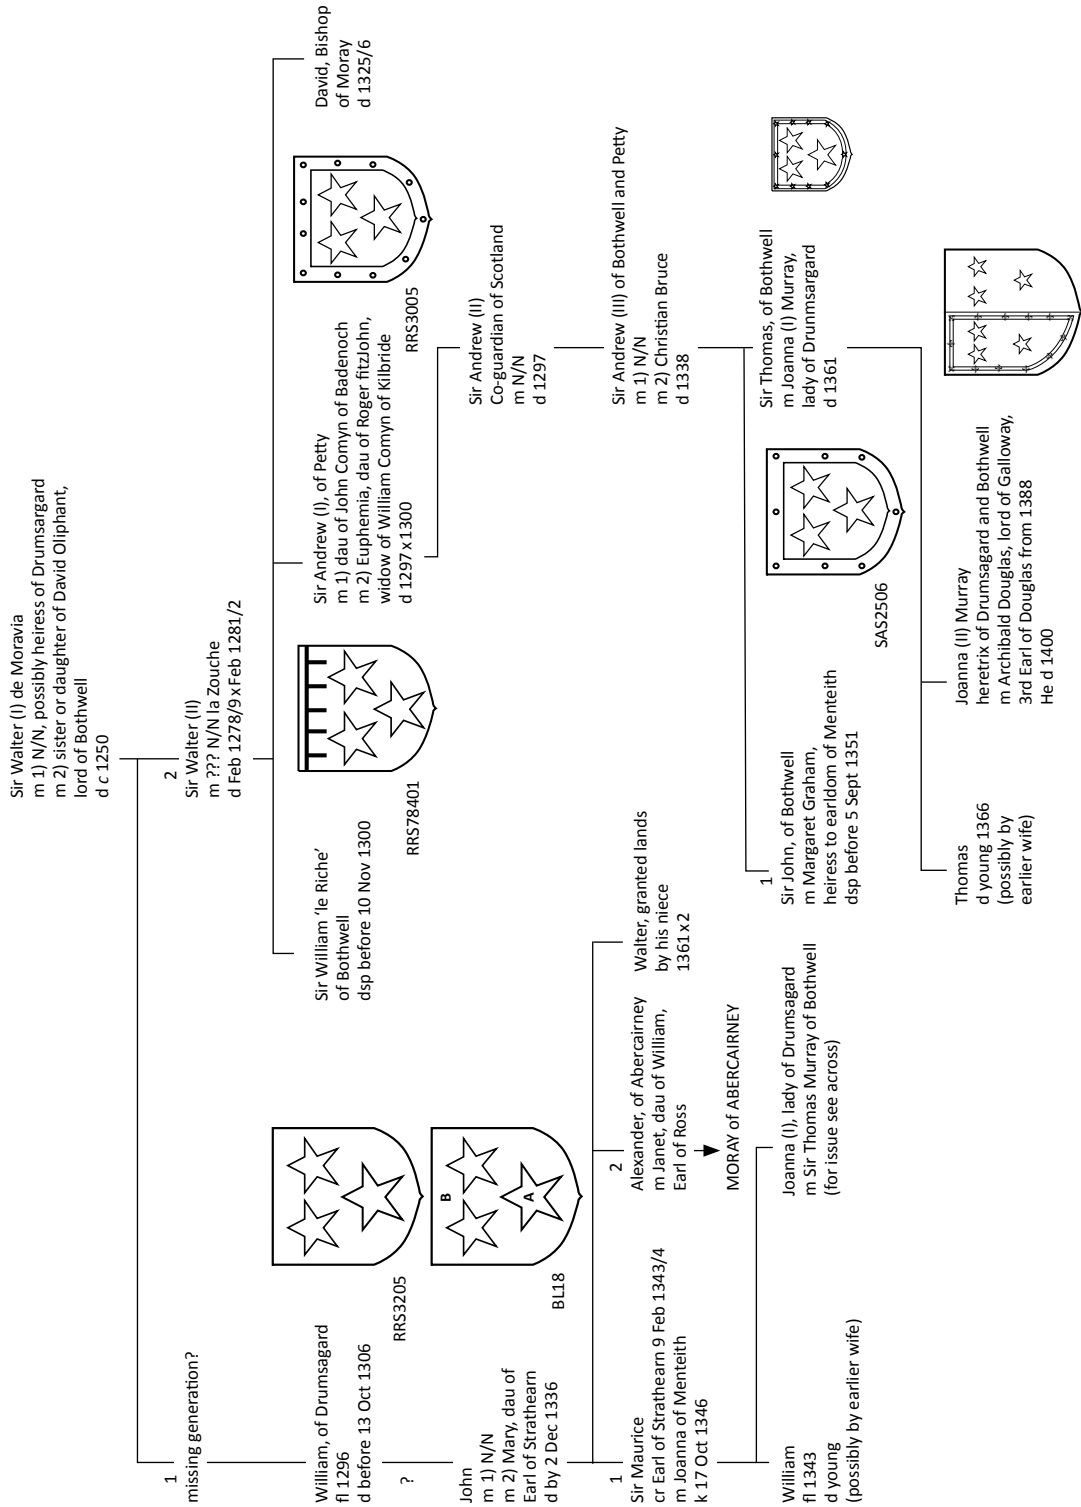 Sir Walter (I) de Moravia
m 1) N/N, possibly heiress of Drumsargard
m 2) sister or daughter of David Oliphant,
lord of Bothwell
d c 1250
1
missing generation?
2
Sir Walter (II)
m ??? N/N la Zouche
d Feb 1278/9 x Feb 1281/2
William, of Drumsagard
fl 1296
d before 13 Oct 1306
RRS3205
Sir William ‘le Riche’
of Bothwell
dsp before 10 Nov 1300
RRS78401
Sir Andrew (I), of Petty
m 1) dau of John Comyn of Badenoch
m 2) Euphemia, dau of Roger fitzJohn,
widow of William Comyn of Kilbride
d 1297 x 1300
RRS3005
David, Bishop
of Moray
d 1325/6
?
John
m 1) N/N
m 2) Mary, dau of
Earl of Strathearn
d by 2 Dec 1336
B
A
BL18
Sir Andrew (II)
Co-guardian of Scotland
m N/N
d 1297
1
Sir Maurice
cr Earl of Strathearn 9 Feb 1343/4
m Joanna of Menteith
k 17 Oct 1346
2
Alexander, of Abercairney
m Janet, dau of William,
Earl of Ross
MORAY of ABERCAIRNEY
Walter, granted lands
by his niece
1361 x 2
Sir Andrew (III) of Bothwell and Petty
m 1) N/N
m 2) Christian Bruce
d 1338
William
fl 1343
d young
(possibly by earlier wife)
Joanna (I), lady of Drumsagard
m Sir Thomas Murray of Bothwell
(for issue see across)
1
Sir John, of Bothwell
m Margaret Graham,
heiress to earldom of Menteith
dsp before 5 Sept 1351
SAS2506
Sir Thomas, of Bothwell
m Joanna (I) Murray,
lady of Drunmsargard
d 1361
Thomas
d young 1366
(possibly by
earlier wife)
Joanna (II) Murray
heretrix of Drumsagard and Bothwell
m Archibald Douglas, lord of Galloway,
3rd Earl of Douglas from 1388
He d 1400